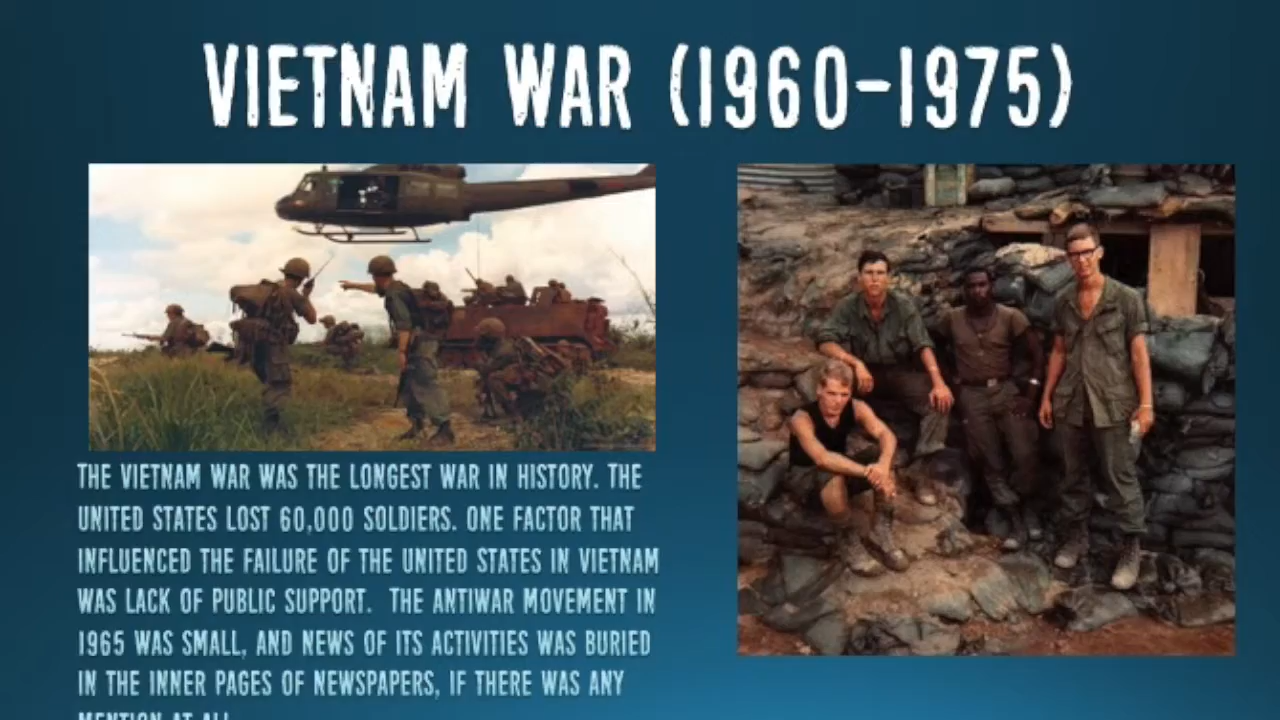 VIETNAM WAR (1960-1975)
THE VIETNAM WAR WAS THE LONGEST WAR IN HISTORY. THE
UNITED STATES LOST 60,000 SOLDIERS. ONE FACTOR THAT
INFLUENCED THE FAILURE OF THE UNITED STATES IN VIETNAM
WAS LACK OF PUBLIC SUPPORT.  THE ANTIWAR MOVEMENT IN
1965 WAS SMALL, AND NEWS OF ITS ACTIVITIES WAS BURIED
IN THE INNER PAGES OF NEWSPAPERS, IF THERE WAS ANY
MENTION AT ALL